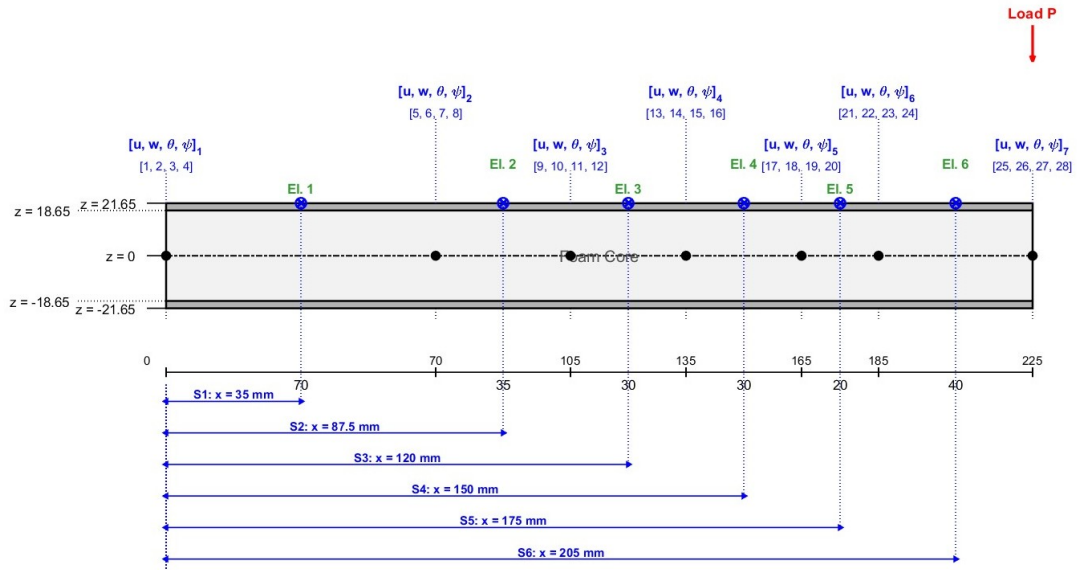 Load P
[u, w, θ, ψ]2
[5, 6, 7, 8]
[u, w, θ, ψ]4
[13, 14, 15, 16]
[u, w, θ, ψ]6
[21, 22, 23, 24]
[u, w, θ, ψ]1
[1, 2, 3, 4]
[u, w, θ, ψ]3
[9, 10, 11, 12]
[u, w, θ, ψ]5
[17, 18, 19, 20]
[u, w, θ, ψ]7
[25, 26, 27, 28]
El. 1
El. 2
El. 3
El. 4
El. 5
El. 6
z = 21.65
z = 18.65
z = 0
Foam Core
z = -18.65
z = -21.65
0 70 105 135 165 185 225
70 35 30 30 20 40
S1: x = 35 mm
S2: x = 87.5 mm
S3: x = 120 mm
S4: x = 150 mm
S5: x = 175 mm
S6: x = 205 mm